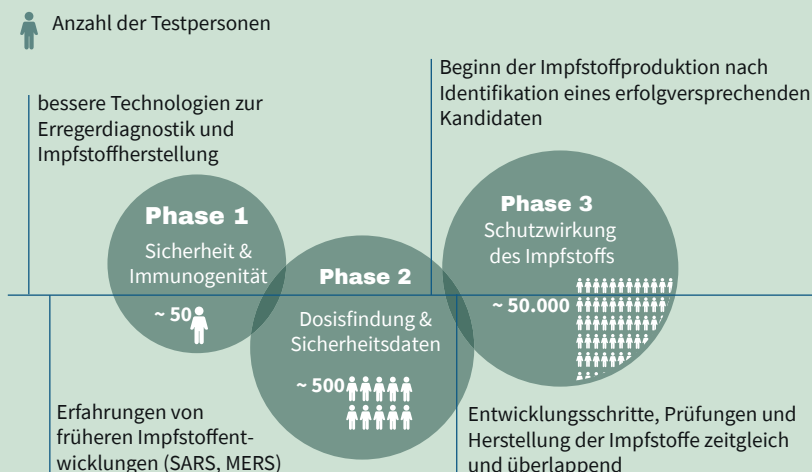 Anzahl der Testpersonen
bessere Technologien zur
Erregerdiagnostik und
Impfstoffherstellung
Beginn der Impfstoffproduktion nach
Identifikation eines erfolgversprechenden
Kandidaten
Phase 1
Sicherheit &
Immunogenität
~ 50
Phase 2
Dosisfindung &
Sicherheitsdaten
~ 500
Phase 3
Schutzwirkung
des Impfstoffs
~ 50.000
Erfahrungen von
früheren Impfstoffent-
wicklungen (SARS, MERS)
Entwicklungsschritte, Prüfungen und
Herstellung der Impfstoffe zeitgleich
und überlappend